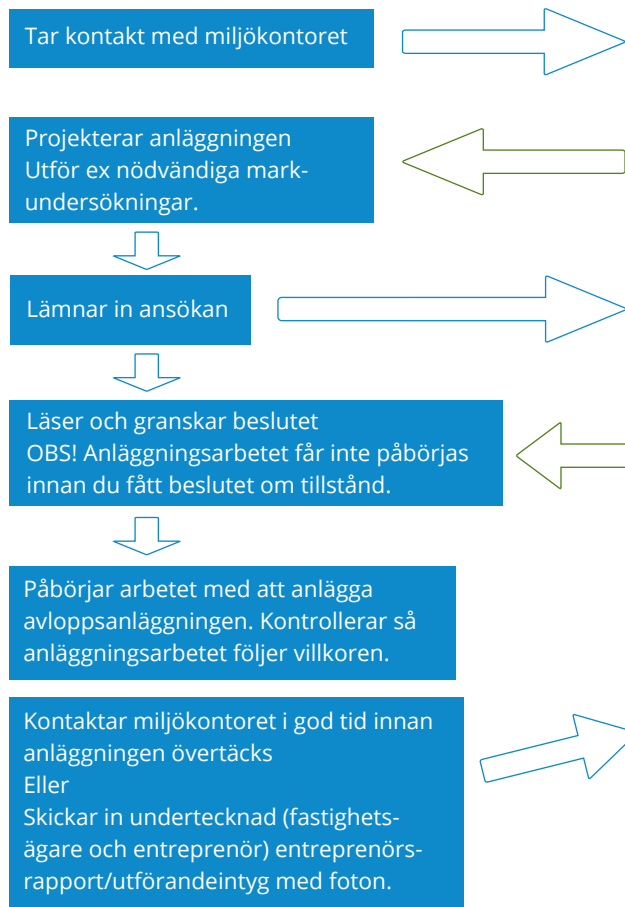 Tar kontakt med miljökontoret
Projekterar anläggningen
Utför ex nödvändiga mark-
undersökningar.
Lämnar in ansökan
Läser och granskar beslutet
OBS! Anläggningsarbetet får inte påbörjas
innan du fått beslutet om tillstånd.
Påbörjar arbetet med att anlägga
avloppsanläggningen. Kontrollerar så
anläggningsarbetet följer villkoren.
Kontaktar miljökontoret i god tid innan
anläggningen övertäcks
Eller
Skickar in undertecknad (fastighets-
ägare och entreprenör) entreprenörs-
rapport/utförandeintyg med foton.